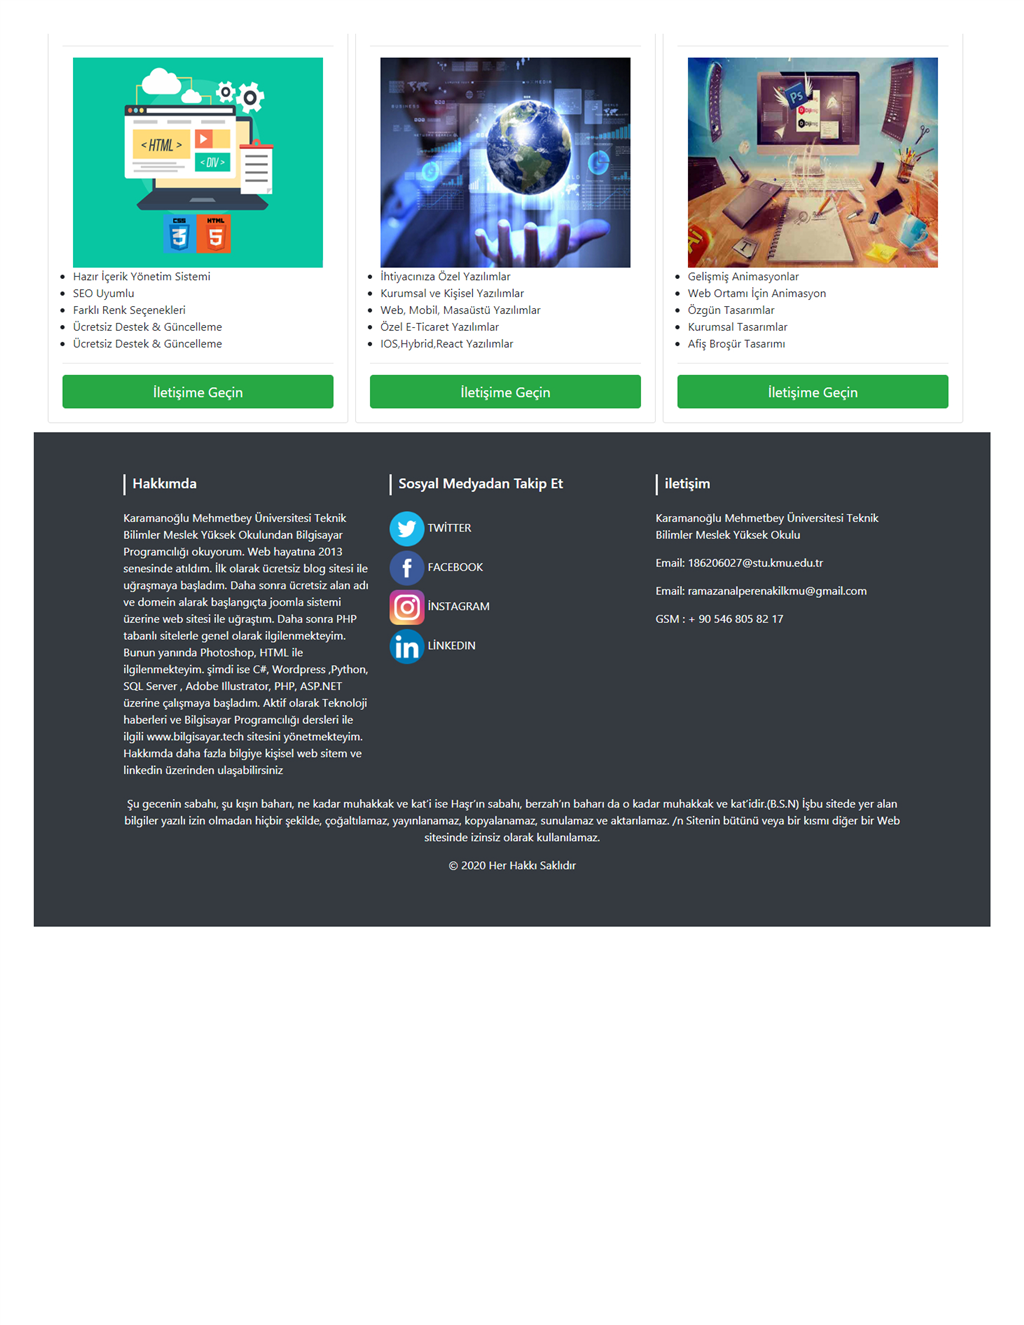 < HTML >
< DIV >
CSS
HTML
3
5
Hazır İçerik Yönetim Sistemi
SEO Uyumlu
Farklı Renk Seçenekleri
Ücretsiz Destek & Güncelleme
Ücretsiz Destek & Güncelleme
İletişime Geçin
BUSINESS
İhtiyacınıza Özel Yazılımlar
Kurumsal ve Kişisel Yazılımlar
Web, Mobil, Masaüstü Yazılımlar
Özel E-Ticaret Yazılımlar
IOS,Hybrid,React Yazılımlar
İletişime Geçin
Ps
T
Gelişmiş Animasyonlar
Web Ortamı İçin Animasyon
Özgün Tasarımlar
Kurumsal Tasarımlar
Afiş Broşür Tasarımı
İletişime Geçin
Hakkımda
Karamanoğlu Mehmetbey Üniversitesi Teknik
Bilimler Meslek Yüksek Okulundan Bilgisayar
Programcılığı okuyorum. Web hayatına 2013
senesinde atıldım. İlk olarak ücretsiz blog sitesi ile
uğraşmaya başladım. Daha sonra ücretsiz alan adı
ve domein alarak başlangıçta joomla sistemi
üzerine web sitesi ile uğraştım. Daha sonra PHP
tabanlı sitelerle genel olarak ilgilenmekteyim.
Bunun yanında Photoshop, HTML ile
ilgilenmekteyim. şimdi ise C#, Wordpress ,Python,
SQL Server , Adobe Illustrator, PHP, ASP.NET
üzerine çalışmaya başladım. Aktif olarak Teknoloji
haberleri ve Bilgisayar Programcılığı dersleri ile
ilgili www.bilgisayar.tech sitesini yönetmekteyim.
Hakkımda daha fazla bilgiye kişisel web sitem ve
linkedin üzerinden ulaşabilirsiniz
Sosyal Medyadan Takip Et
TWİTTER
FACEBOOK
İNSTAGRAM
LİNKEDIN
iletişim
Karamanoğlu Mehmetbey Üniversitesi Teknik
Bilimler Meslek Yüksek Okulu
Email: 186206027@stu.kmu.edu.tr
Email: ramazanalperenakilkmu@gmail.com
GSM : + 90 546 805 82 17
Şu gecenin sabahı, şu kışın baharı, ne kadar muhakkak ve kat'i ise Haşr'ın sabahı, berzah'ın baharı da o kadar muhakkak ve kat'idir.(B.S.N) İşbu sitede yer alan
bilgiler yazılı izin olmadan hiçbir şekilde, çoğaltılamaz, yayınlanamaz, kopyalanamaz, sunulamaz ve aktarılamaz. /n Sitenin bütünü veya bir kısmı diğer bir Web
sitesinde izinsiz olarak kullanılamaz.
© 2020 Her Hakkı Saklıdır